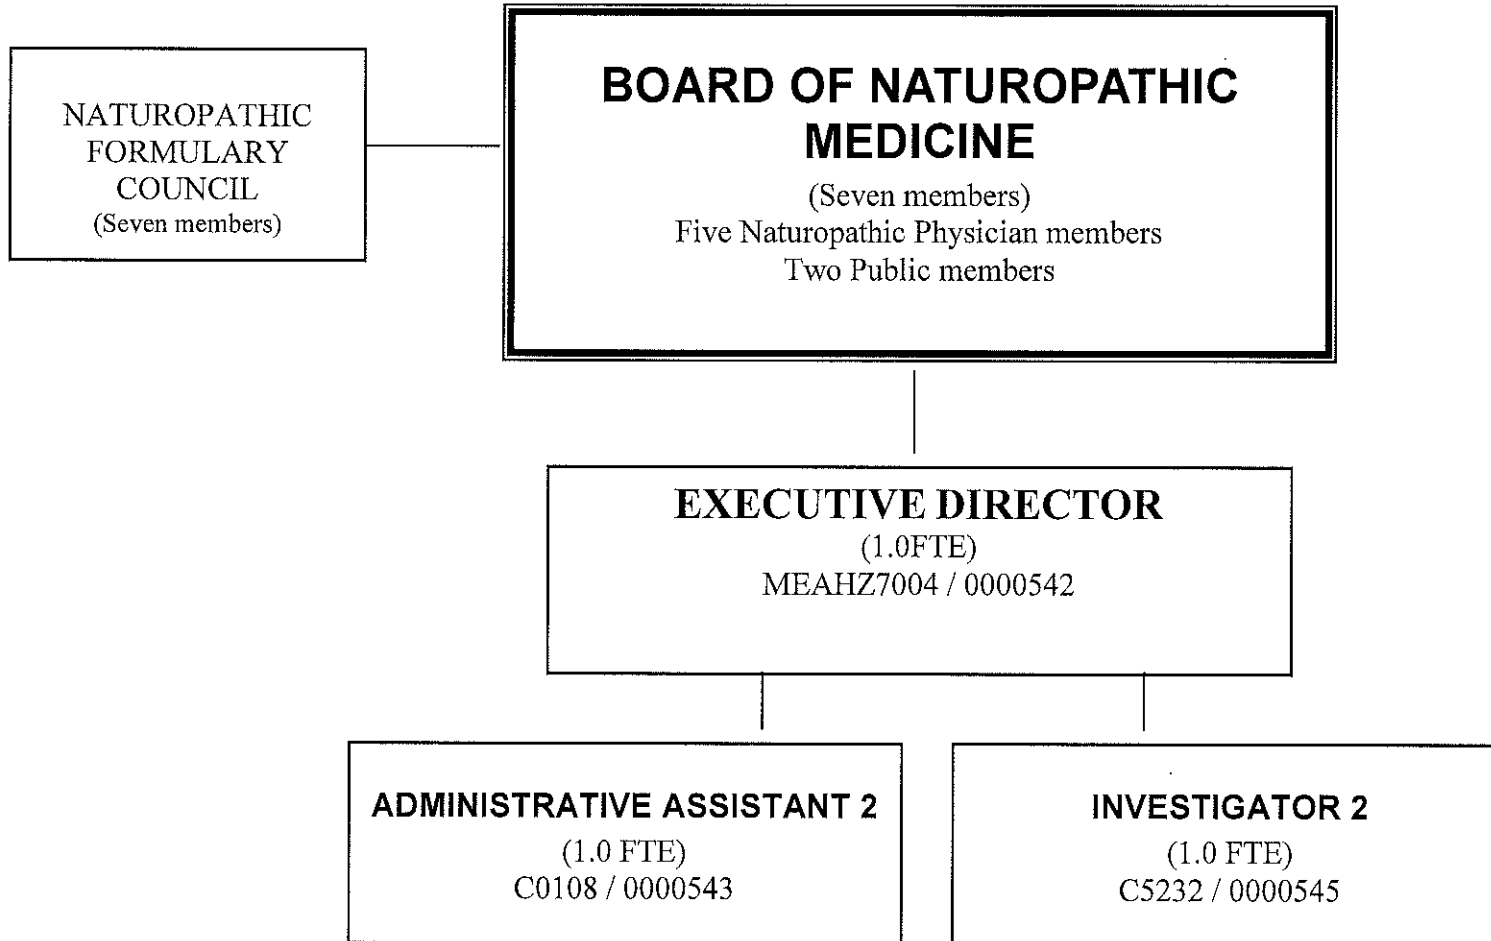 NATUROPATHIC
FORMULARY
COUNCIL
(Seven members)
BOARD OF NATUROPATHIC
MEDICINE
(Seven members)
Five Naturopathic Physician members
Two Public members
EXECUTIVE DIRECTOR
(1.0FTE)
MEAHZ7004 / 0000542
ADMINISTRATIVE ASSISTANT 2
(1.0 FTE)
C0108 / 0000543
INVESTIGATOR 2
(1.0 FTE)
C5232 / 0000545